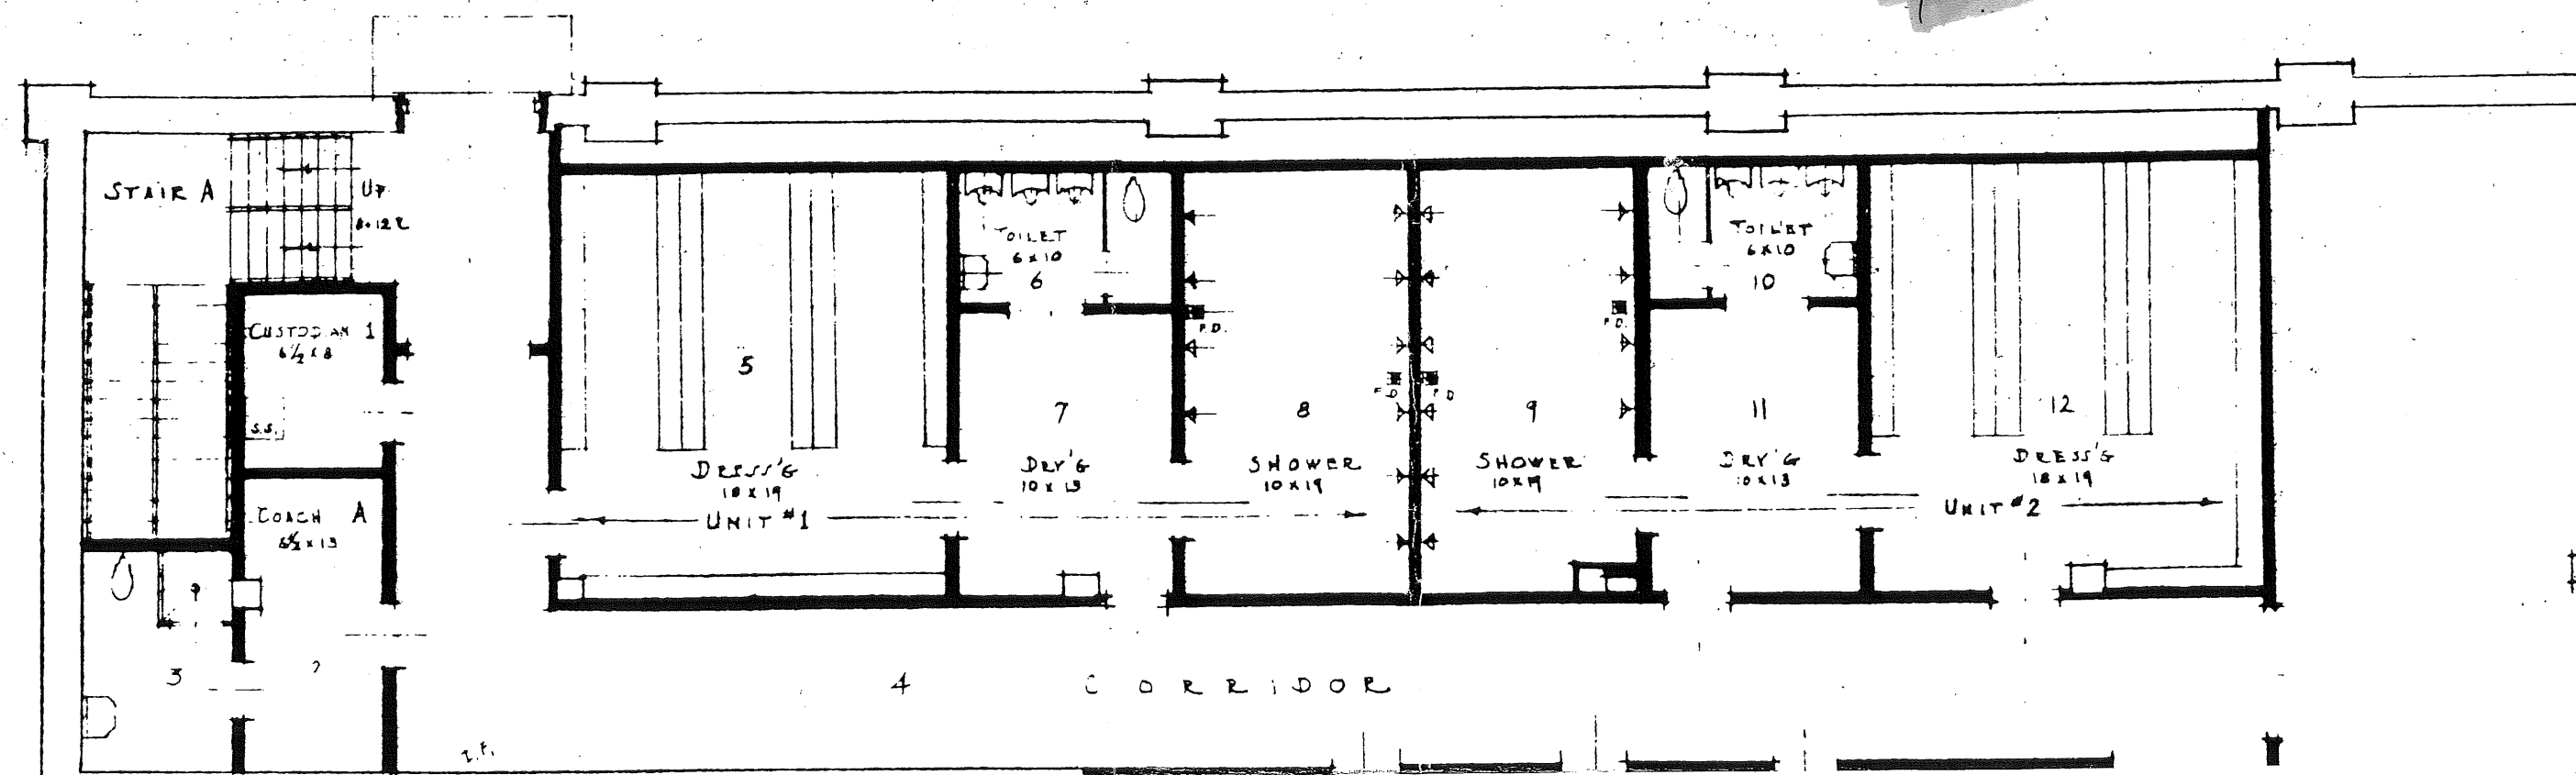 STAIR A
UP
CUSTODIAN 1
6½ x 8
S.S.
COACH A
6½ x 13
3
2
5
DRESS'G
18 x 19
UNIT #1
TOILET
6 x 10
6
7
DRY'G
10 x 13
F.D.
8
SHOWER
10 x 19
F.D.
F.D.
9
SHOWER
10 x 19
F.D.
TOILET
6 x 10
10
11
DRY'G
10 x 13
12
DRESS'G
18 x 19
UNIT #2
4 CORRIDOR